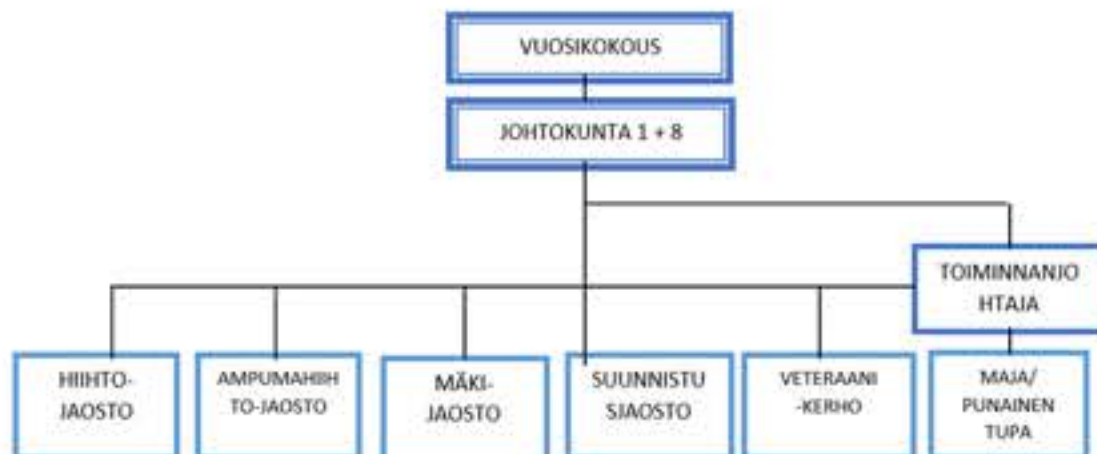 VUOSIKOKOUS
JOHTOKUNTA 1 + 8
TOIMINNANJO
HTAJA
HIIHTO-
JAOSTO
AMPUMAHIIH
TO-JAOSTO
MÄKI-
JAOSTO
SUUNNISTU
SJAOSTO
VETERAANI
-KERHO
MAJA/
PUNAINEN
TUPA